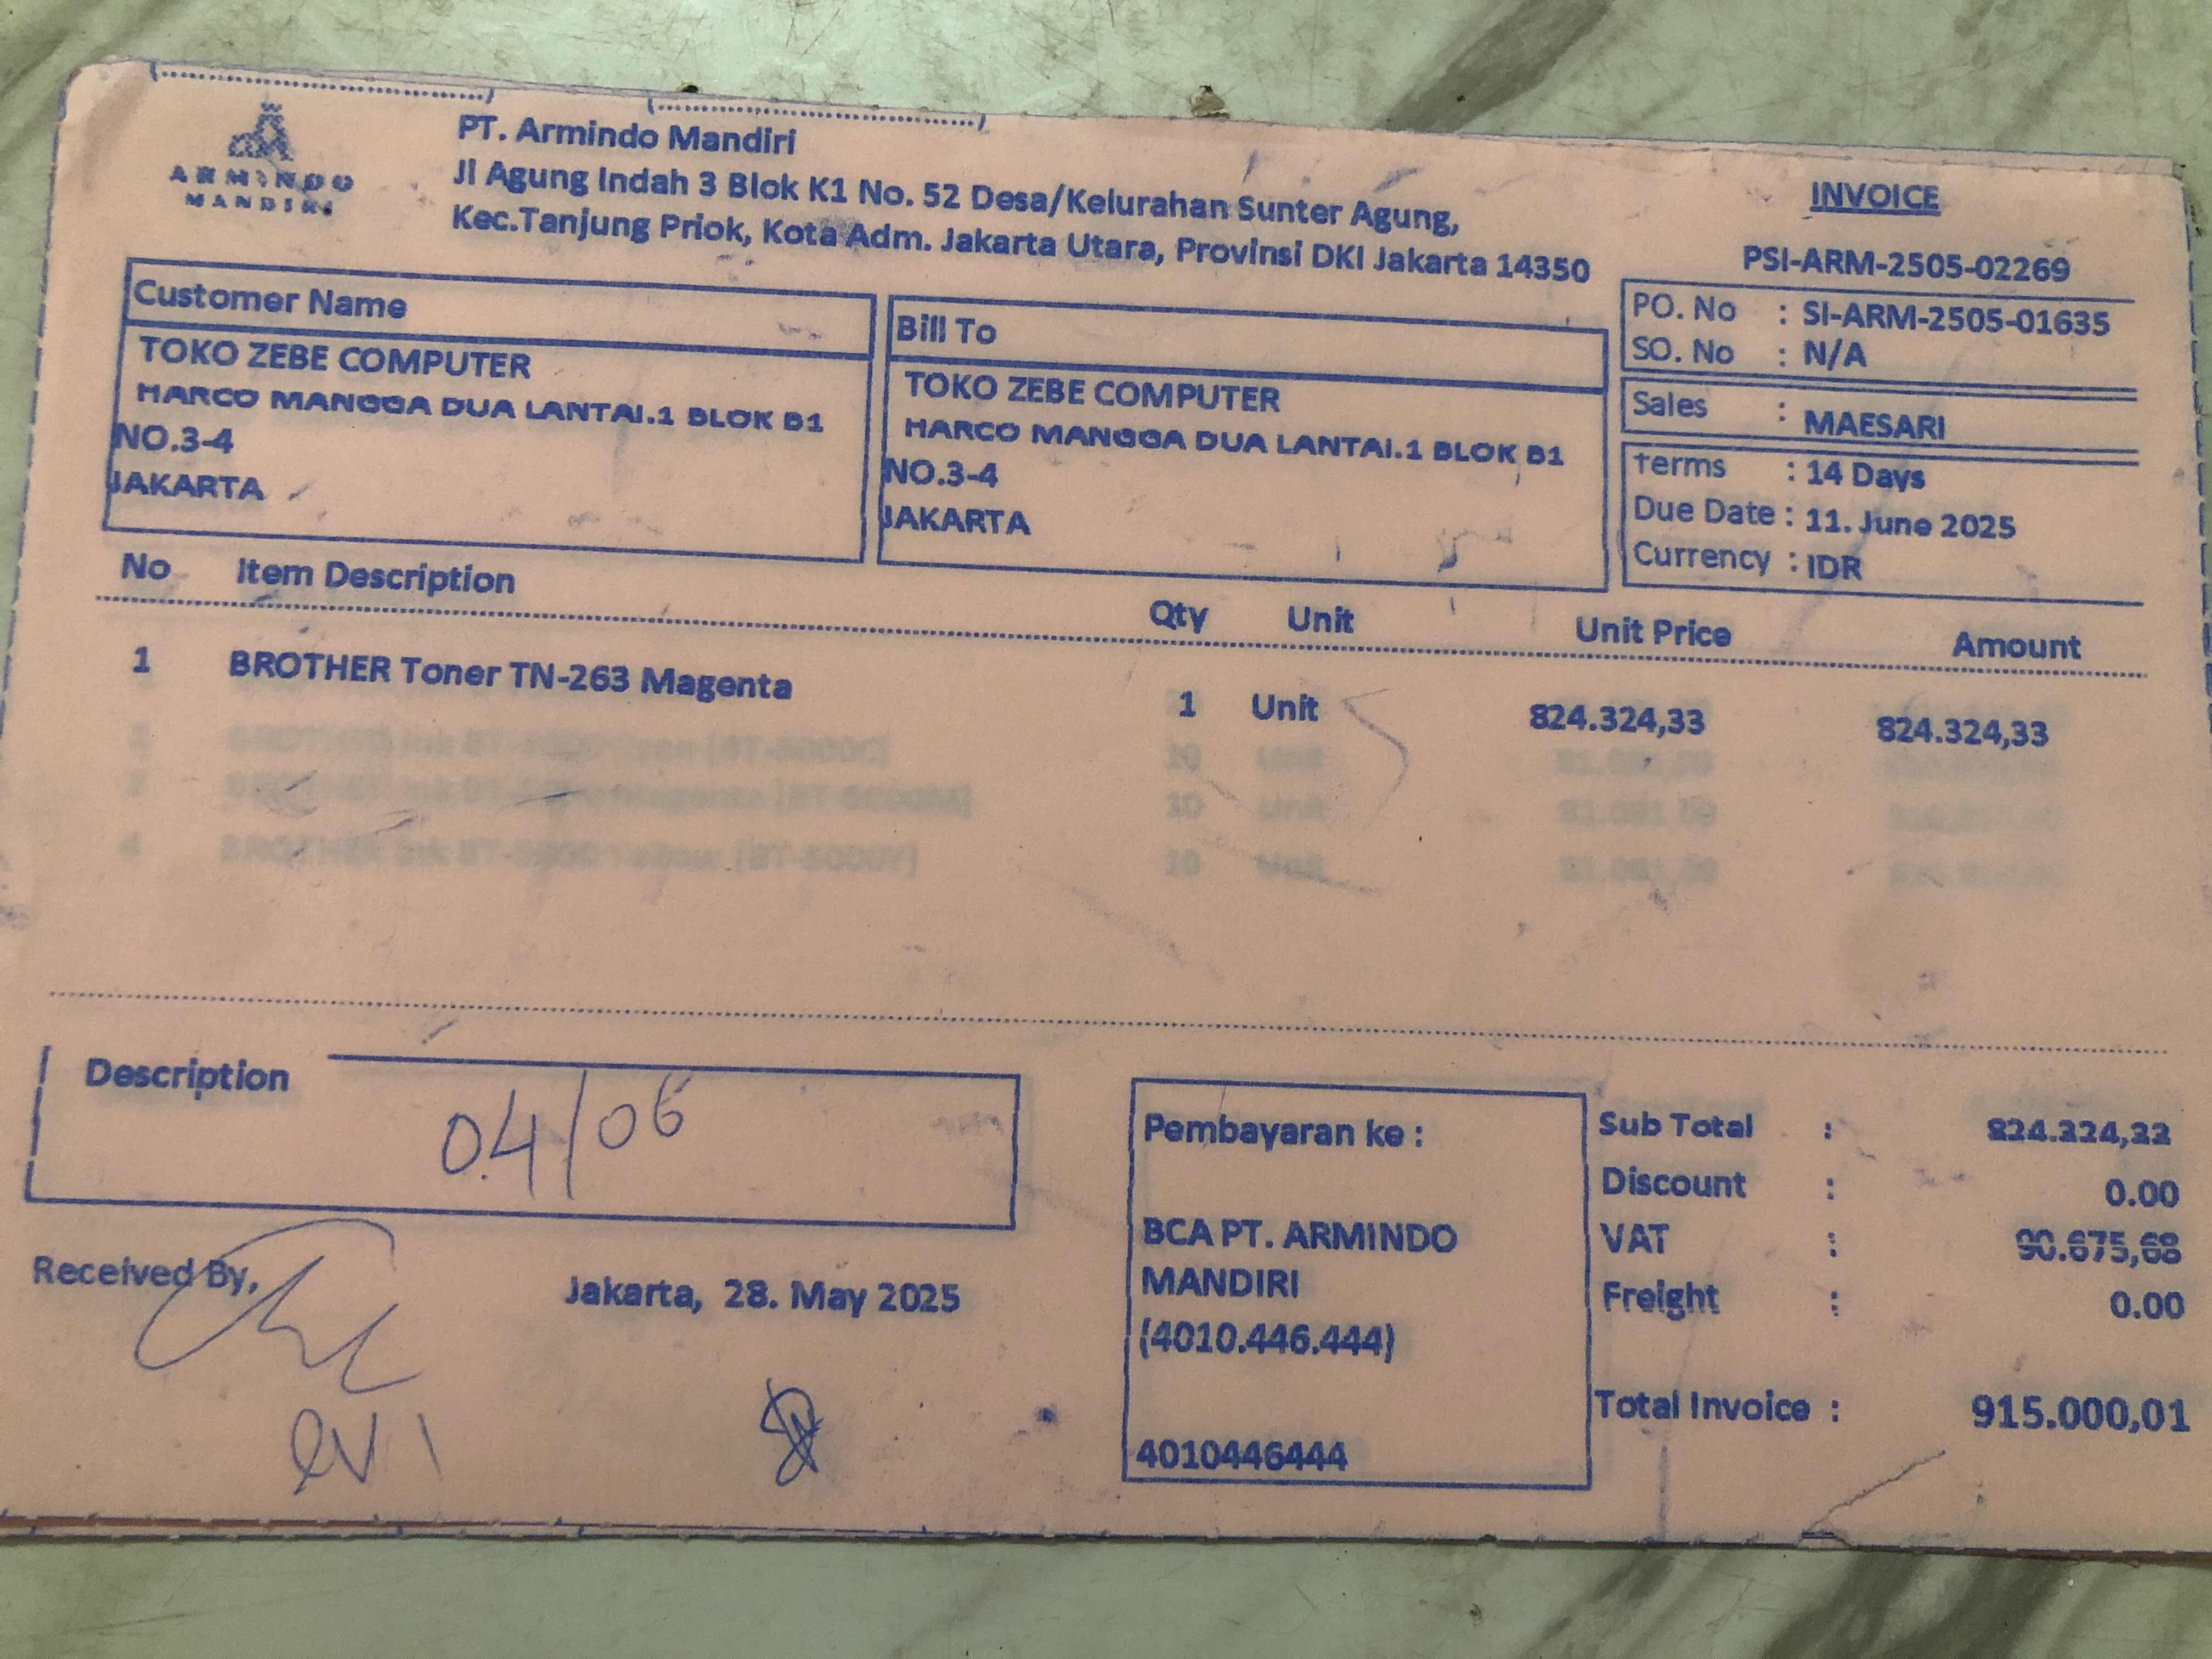 ARMINDO
MANDIRI
PT. Armindo Mandiri
Jl Agung Indah 3 Blok K1 No. 52 Desa/Kelurahan Sunter Agung,
Kec.Tanjung Priok, Kota Adm. Jakarta Utara, Provinsi DKI Jakarta 14350
INVOICE
PSI-ARM-2505-02269
PO. No : SI-ARM-2505-01635
SO. No : N/A
Sales : MAESARI
Terms : 14 Days
Due Date : 11. June 2025
Currency : IDR
Customer Name
TOKO ZEBE COMPUTER
HARCO MANGGA DUA LANTAI.1 BLOK B1
NO.3-4
JAKARTA
Bill To
TOKO ZEBE COMPUTER
HARCO MANGGA DUA LANTAI.1 BLOK B1
NO.3-4
JAKARTA
No Item Description Qty Unit Unit Price Amount
1 BROTHER Toner TN-263 Magenta 1 Unit 824.324,33 824.324,33
Description
04/06
Received By,
EVI
Jakarta, 28. May 2025
Pembayaran ke :
BCA PT. ARMINDO
MANDIRI
(4010.446.444)
4010446444
Sub Total : 824.324,33
Discount : 0.00
VAT : 90.675,68
Freight : 0.00
Total Invoice : 915.000,01